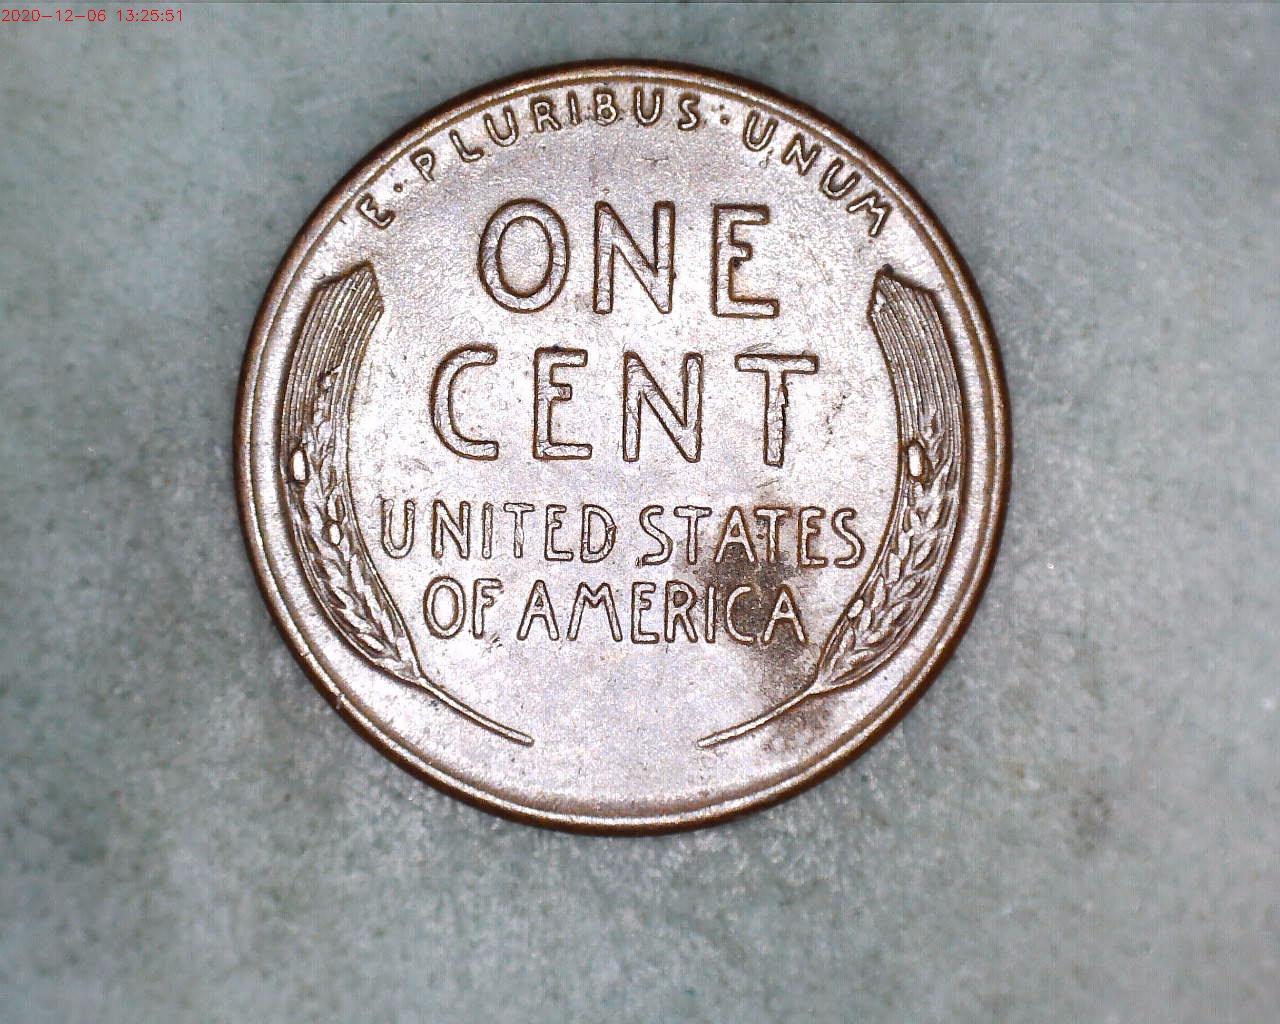 2020-12-06 13:25:51
E·PLURIBUS·UNUM
ONE
CENT
UNITED STATES
OF AMERICA